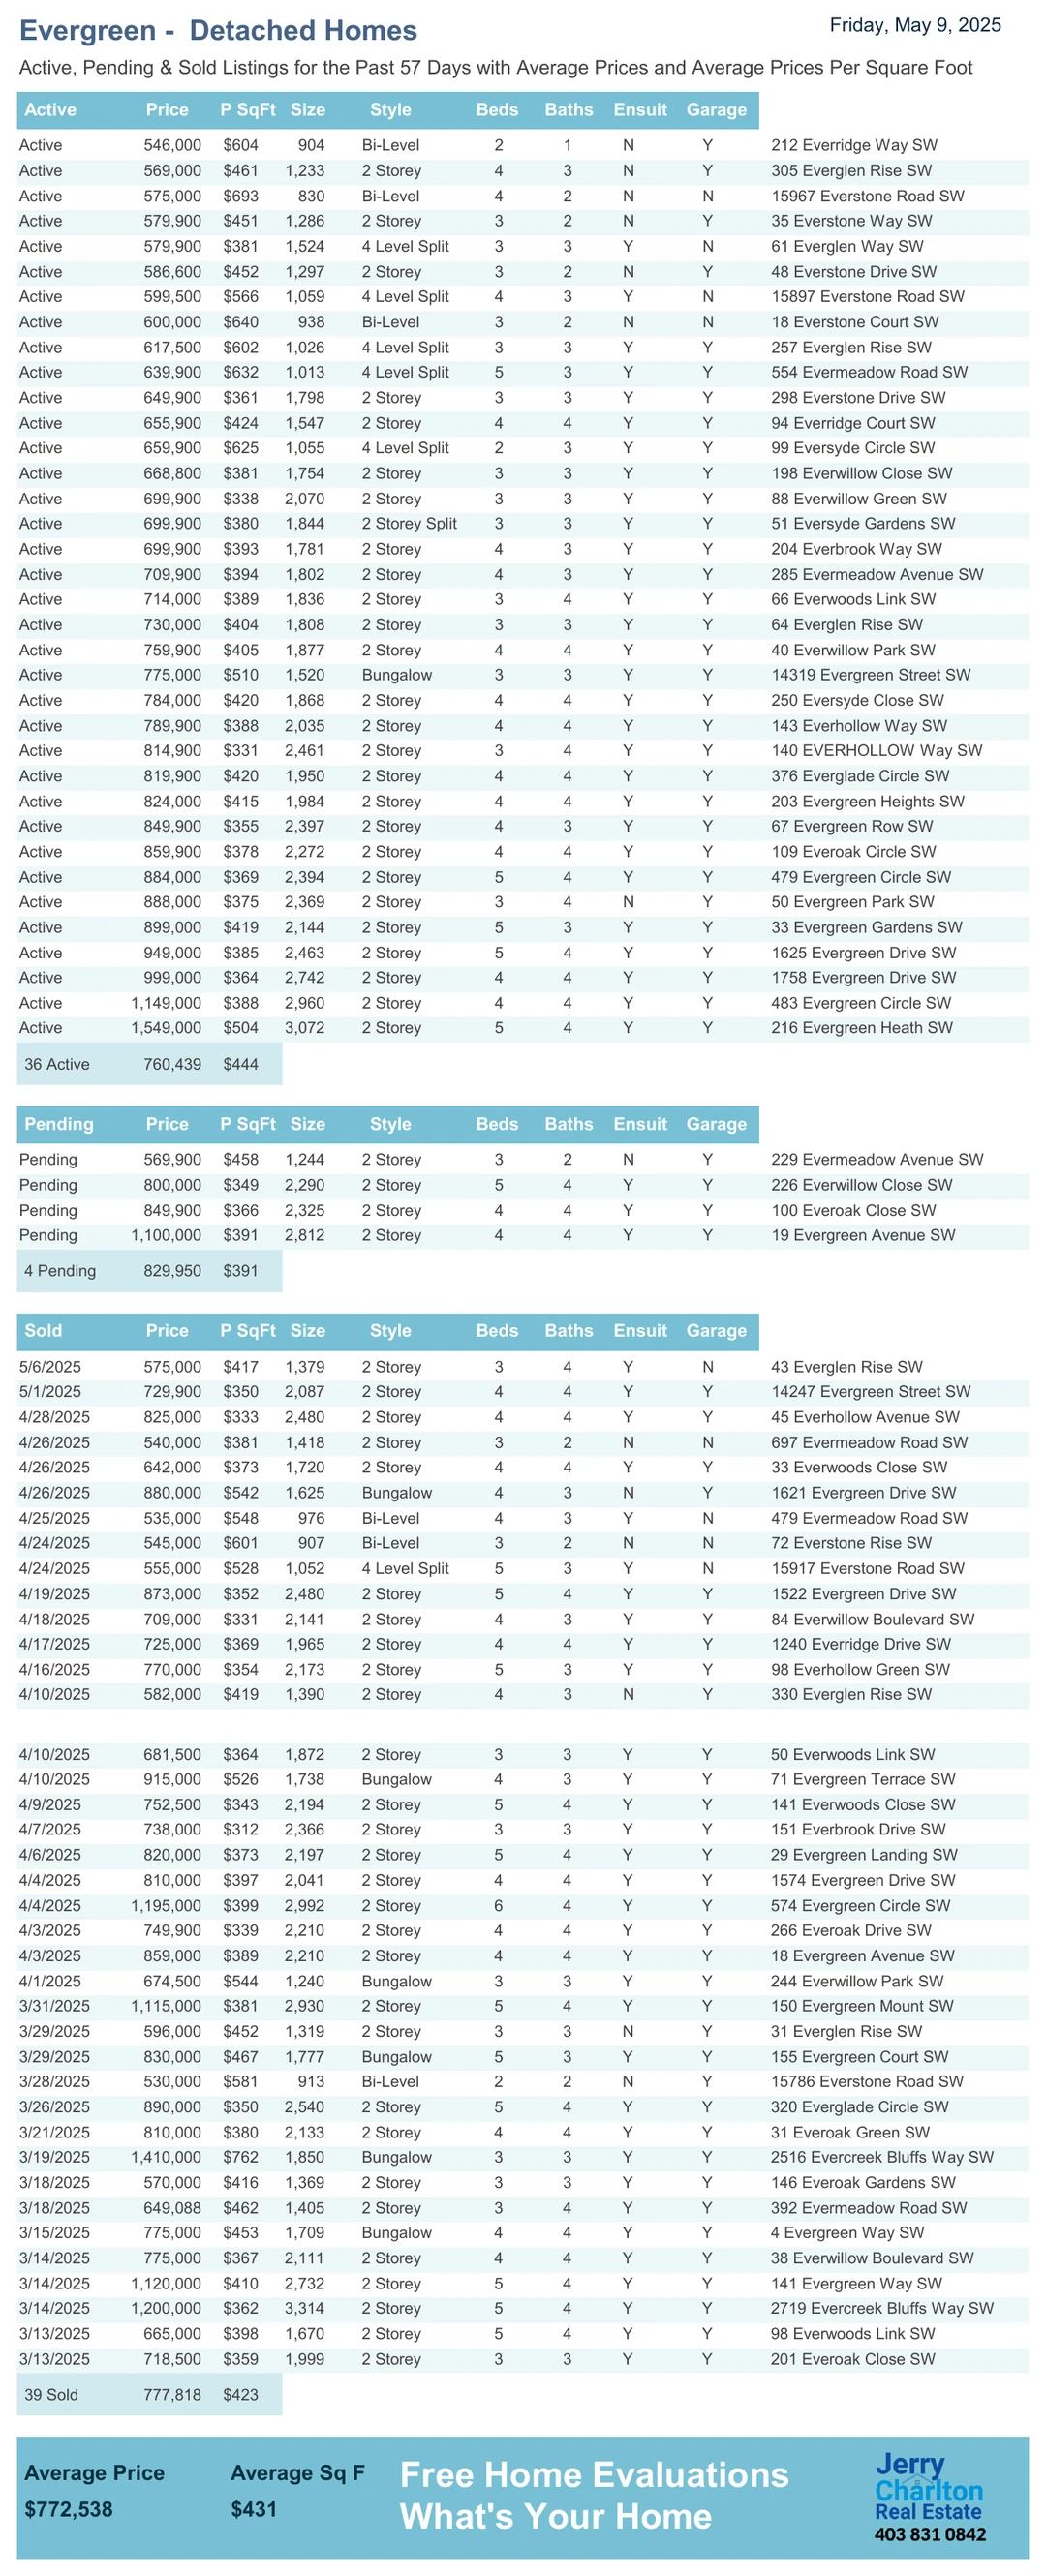 Evergreen - Detached Homes
Friday, May 9, 2025
Active, Pending & Sold Listings for the Past 57 Days with Average Prices and Average Prices Per Square Foot
Active Price P SqFt Size Style Beds Baths Ensuit Garage
Active 546,000 $604 904 Bi-Level 2 1 N Y 212 Everridge Way SW
Active 569,000 $461 1,233 2 Storey 4 3 N Y 305 Everglen Rise SW
Active 575,000 $693 830 Bi-Level 4 2 N N 15967 Everstone Road SW
Active 579,900 $451 1,286 2 Storey 3 2 N Y 35 Everstone Way SW
Active 579,900 $381 1,524 4 Level Split 3 3 Y N 61 Everglen Way SW
Active 586,600 $452 1,297 2 Storey 3 2 N Y 48 Everstone Drive SW
Active 599,500 $566 1,059 4 Level Split 4 3 Y N 15897 Everstone Road SW
Active 600,000 $640 938 Bi-Level 3 2 N N 18 Everstone Court SW
Active 617,500 $602 1,026 4 Level Split 3 3 Y Y 257 Everglen Rise SW
Active 639,900 $632 1,013 4 Level Split 5 3 Y Y 554 Evermeadow Road SW
Active 649,900 $361 1,798 2 Storey 3 3 Y Y 298 Everstone Drive SW
Active 655,900 $424 1,547 2 Storey 4 4 Y Y 94 Everridge Court SW
Active 659,900 $625 1,055 4 Level Split 2 3 Y Y 99 Eversyde Circle SW
Active 668,800 $381 1,754 2 Storey 3 3 Y Y 198 Everwillow Close SW
Active 699,900 $338 2,070 2 Storey 3 3 Y Y 88 Everwillow Green SW
Active 699,900 $380 1,844 2 Storey Split 3 3 Y Y 51 Eversyde Gardens SW
Active 699,900 $393 1,781 2 Storey 4 3 Y Y 204 Everbrook Way SW
Active 709,900 $394 1,802 2 Storey 4 3 Y Y 285 Evermeadow Avenue SW
Active 714,000 $389 1,836 2 Storey 3 4 Y Y 66 Everwoods Link SW
Active 730,000 $404 1,808 2 Storey 3 3 Y Y 64 Everglen Rise SW
Active 759,900 $405 1,877 2 Storey 4 4 Y Y 40 Everwillow Park SW
Active 775,000 $510 1,520 Bungalow 3 3 Y Y 14319 Evergreen Street SW
Active 784,000 $420 1,868 2 Storey 4 4 Y Y 250 Eversyde Close SW
Active 789,900 $388 2,035 2 Storey 4 4 Y Y 143 Everhollow Way SW
Active 814,900 $331 2,461 2 Storey 3 4 Y Y 140 EVERHOLLOW Way SW
Active 819,900 $420 1,950 2 Storey 4 4 Y Y 376 Everglade Circle SW
Active 824,000 $415 1,984 2 Storey 4 4 Y Y 203 Evergreen Heights SW
Active 849,900 $355 2,397 2 Storey 4 3 Y Y 67 Evergreen Row SW
Active 859,900 $378 2,272 2 Storey 4 4 Y Y 109 Everoak Circle SW
Active 884,000 $369 2,394 2 Storey 5 4 Y Y 479 Evergreen Circle SW
Active 888,000 $375 2,369 2 Storey 3 4 N Y 50 Evergreen Park SW
Active 899,000 $419 2,144 2 Storey 5 3 Y Y 33 Evergreen Gardens SW
Active 949,000 $385 2,463 2 Storey 5 4 Y Y 1625 Evergreen Drive SW
Active 999,000 $364 2,742 2 Storey 4 4 Y Y 1758 Evergreen Drive SW
Active 1,149,000 $388 2,960 2 Storey 4 4 Y Y 483 Evergreen Circle SW
Active 1,549,000 $504 3,072 2 Storey 5 4 Y Y 216 Evergreen Heath SW
36 Active 760,439 $444
Pending Price P SqFt Size Style Beds Baths Ensuit Garage
Pending 569,900 $458 1,244 2 Storey 3 2 N Y 229 Evermeadow Avenue SW
Pending 800,000 $349 2,290 2 Storey 5 4 Y Y 226 Everwillow Close SW
Pending 849,900 $366 2,325 2 Storey 4 4 Y Y 100 Everoak Close SW
Pending 1,100,000 $391 2,812 2 Storey 4 4 Y Y 19 Evergreen Avenue SW
4 Pending 829,950 $391
Sold Price P SqFt Size Style Beds Baths Ensuit Garage
5/6/2025 575,000 $417 1,379 2 Storey 3 4 Y N 43 Everglen Rise SW
5/1/2025 729,900 $350 2,087 2 Storey 4 4 Y Y 14247 Evergreen Street SW
4/28/2025 825,000 $333 2,480 2 Storey 4 4 Y Y 45 Everhollow Avenue SW
4/26/2025 540,000 $381 1,418 2 Storey 3 2 N N 697 Evermeadow Road SW
4/26/2025 642,000 $373 1,720 2 Storey 4 4 Y Y 33 Everwoods Close SW
4/26/2025 880,000 $542 1,625 Bungalow 4 3 N Y 1621 Evergreen Drive SW
4/25/2025 535,000 $548 976 Bi-Level 4 3 Y N 479 Evermeadow Road SW
4/24/2025 545,000 $601 907 Bi-Level 3 2 N N 72 Everstone Rise SW
4/24/2025 555,000 $528 1,052 4 Level Split 5 3 Y N 15917 Everstone Road SW
4/19/2025 873,000 $352 2,480 2 Storey 5 4 Y Y 1522 Evergreen Drive SW
4/18/2025 709,000 $331 2,141 2 Storey 4 3 Y Y 84 Everwillow Boulevard SW
4/17/2025 725,000 $369 1,965 2 Storey 4 4 Y Y 1240 Everridge Drive SW
4/16/2025 770,000 $354 2,173 2 Storey 5 3 Y Y 98 Everhollow Green SW
4/10/2025 582,000 $419 1,390 2 Storey 4 3 N Y 330 Everglen Rise SW
4/10/2025 681,500 $364 1,872 2 Storey 3 3 Y Y 50 Everwoods Link SW
4/10/2025 915,000 $526 1,738 Bungalow 4 3 Y Y 71 Evergreen Terrace SW
4/9/2025 752,500 $343 2,194 2 Storey 5 4 Y Y 141 Everwoods Close SW
4/7/2025 738,000 $312 2,366 2 Storey 3 3 Y Y 151 Everbrook Drive SW
4/6/2025 820,000 $373 2,197 2 Storey 5 4 Y Y 29 Evergreen Landing SW
4/4/2025 810,000 $397 2,041 2 Storey 4 4 Y Y 1574 Evergreen Drive SW
4/4/2025 1,195,000 $399 2,992 2 Storey 6 4 Y Y 574 Evergreen Circle SW
4/3/2025 749,900 $339 2,210 2 Storey 4 4 Y Y 266 Everoak Drive SW
4/3/2025 859,000 $389 2,210 2 Storey 4 4 Y Y 18 Evergreen Avenue SW
4/1/2025 674,500 $544 1,240 Bungalow 3 3 Y Y 244 Everwillow Park SW
3/31/2025 1,115,000 $381 2,930 2 Storey 5 4 Y Y 150 Evergreen Mount SW
3/29/2025 596,000 $452 1,319 2 Storey 3 3 N Y 31 Everglen Rise SW
3/29/2025 830,000 $467 1,777 Bungalow 5 3 Y Y 155 Evergreen Court SW
3/28/2025 530,000 $581 913 Bi-Level 2 2 N Y 15786 Everstone Road SW
3/26/2025 890,000 $350 2,540 2 Storey 5 4 Y Y 320 Everglade Circle SW
3/21/2025 810,000 $380 2,133 2 Storey 4 4 Y Y 31 Everoak Green SW
3/19/2025 1,410,000 $762 1,850 Bungalow 3 3 Y Y 2516 Evercreek Bluffs Way SW
3/18/2025 570,000 $416 1,369 2 Storey 3 3 Y Y 146 Everoak Gardens SW
3/18/2025 649,088 $462 1,405 2 Storey 3 4 Y Y 392 Evermeadow Road SW
3/15/2025 775,000 $453 1,709 Bungalow 4 4 Y Y 4 Evergreen Way SW
3/14/2025 775,000 $367 2,111 2 Storey 4 4 Y Y 38 Everwillow Boulevard SW
3/14/2025 1,120,000 $410 2,732 2 Storey 5 4 Y Y 141 Evergreen Way SW
3/14/2025 1,200,000 $362 3,314 2 Storey 5 4 Y Y 2719 Evercreek Bluffs Way SW
3/13/2025 665,000 $398 1,670 2 Storey 5 4 Y Y 98 Everwoods Link SW
3/13/2025 718,500 $359 1,999 2 Storey 3 3 Y Y 201 Everoak Close SW
39 Sold 777,818 $423
Average Price Average Sq F
$772,538 $431
Free Home Evaluations
What's Your Home
Jerry
Charlton
Real Estate
403 831 0842